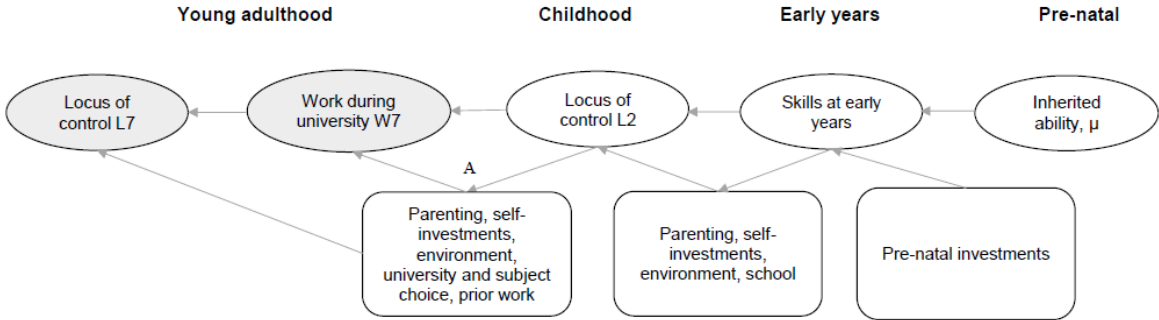 Young adulthood
Childhood
Early years
Pre-natal
Locus of
control L7
Work during
university W7
Locus of
control L2
Skills at early
years
Inherited
ability, μ
A
Parenting, self-
investments,
environment,
university and subject
choice, prior work
Parenting, self-
investments,
environment, school
Pre-natal investments